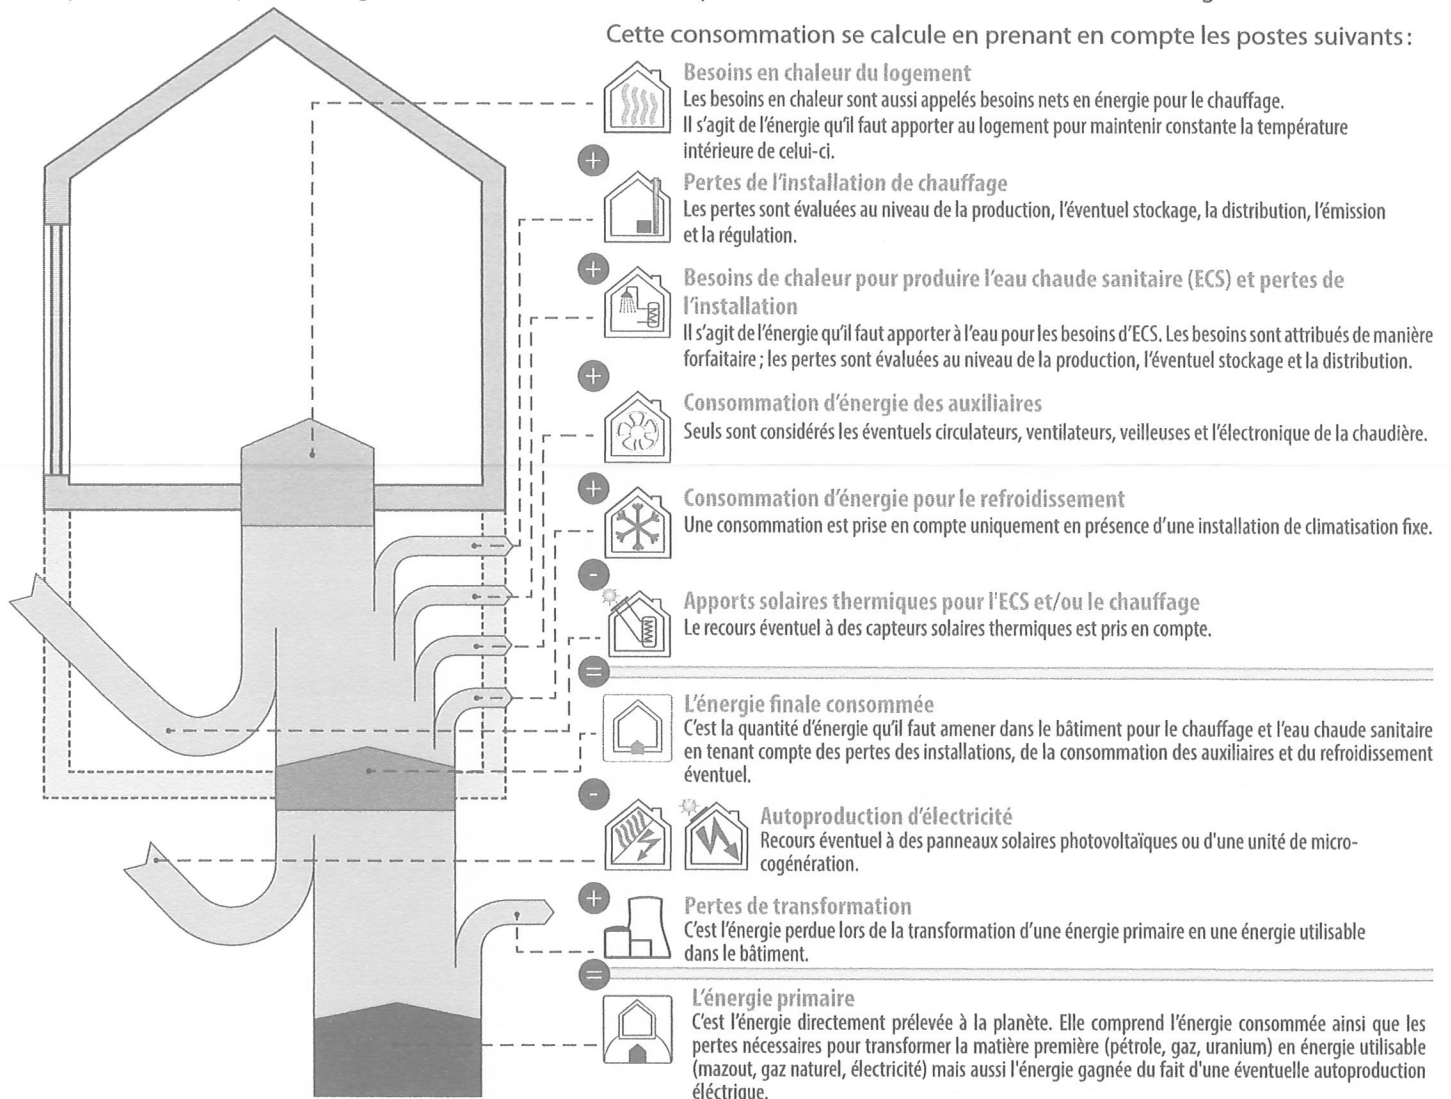 Cette consommation se calcule en prenant en compte les postes suivants :
Besoins en chaleur du logement
Les besoins en chaleur sont aussi appelés besoins nets en énergie pour le chauffage.
Il s'agit de l'énergie qu'il faut apporter au logement pour maintenir constante la température
intérieure de celui-ci.
+
Pertes de l'installation de chauffage
Les pertes sont évaluées au niveau de la production, l'éventuel stockage, la distribution, l'émission
et la régulation.
+
Besoins de chaleur pour produire l'eau chaude sanitaire (ECS) et pertes de
l'installation
Il s'agit de l'énergie qu'il faut apporter à l'eau pour les besoins d'ECS. Les besoins sont attribués de manière
forfaitaire ; les pertes sont évaluées au niveau de la production, l'éventuel stockage et la distribution.
+
Consommation d'énergie des auxiliaires
Seuls sont considérés les éventuels circulateurs, ventilateurs, veilleuses et l'électronique de la chaudière.
+
Consommation d'énergie pour le refroidissement
Une consommation est prise en compte uniquement en présence d'une installation de climatisation fixe.
-
Apports solaires thermiques pour l'ECS et/ou le chauffage
Le recours éventuel à des capteurs solaires thermiques est pris en compte.
=
L'énergie finale consommée
C'est la quantité d'énergie qu'il faut amener dans le bâtiment pour le chauffage et l'eau chaude sanitaire
en tenant compte des pertes des installations, de la consommation des auxiliaires et du refroidissement
éventuel.
-
Autoproduction d'électricité
Recours éventuel à des panneaux solaires photovoltaïques ou d'une unité de micro-
cogénération.
+
Pertes de transformation
C'est l'énergie perdue lors de la transformation d'une énergie primaire en une énergie utilisable
dans le bâtiment.
=
L'énergie primaire
C'est l'énergie directement prélevée à la planète. Elle comprend l'énergie consommée ainsi que les
pertes nécessaires pour transformer la matière première (pétrole, gaz, uranium) en énergie utilisable
(mazout, gaz naturel, électricité) mais aussi l'énergie gagnée du fait d'une éventuelle autoproduction
éléctrique.